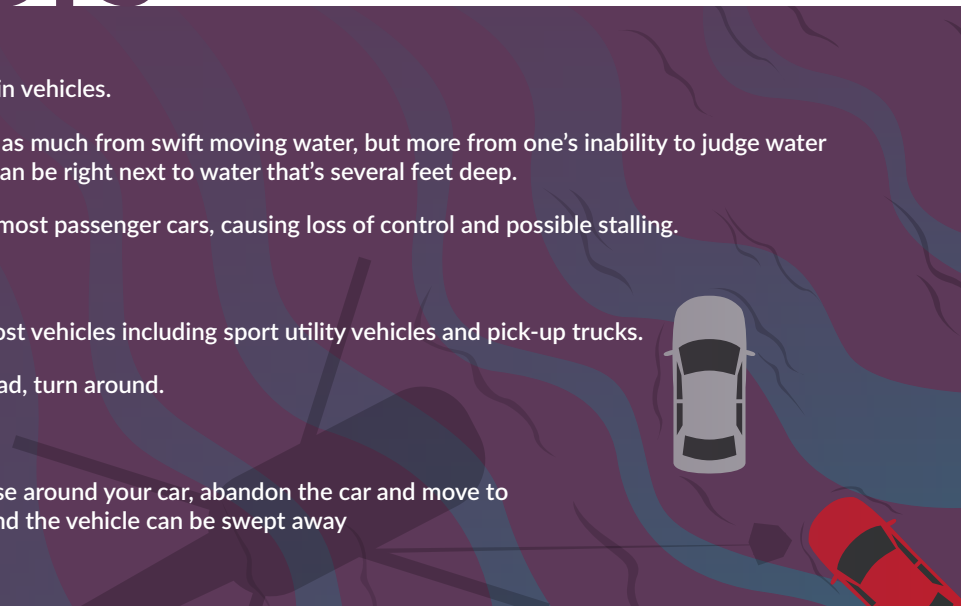 in vehicles.
as much from swift moving water, but more from one’s inability to judge water
an be right next to water that’s several feet deep.
most passenger cars, causing loss of control and possible stalling.
ost vehicles including sport utility vehicles and pick-up trucks.
ad, turn around.
se around your car, abandon the car and move to
nd the vehicle can be swept away